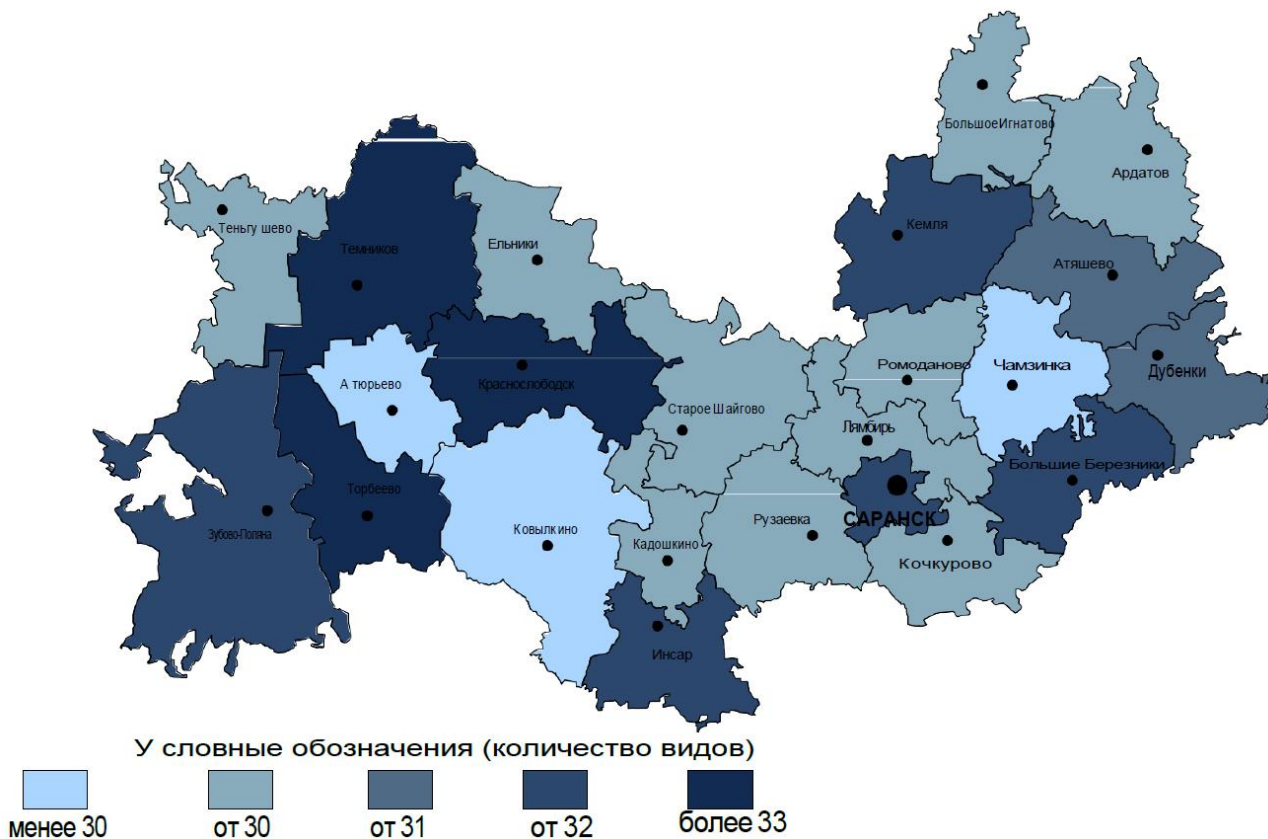 Большое Игнатово
Ардатов
Теньгу шево
Темников
Ельники
Кемля
Атяшево
А тюрьево
Краснослободск
Ромоданово
Чамзинка
Дубенки
Старое Шайгово
Лямбирь
Большие Березники
Торбеево
Зубово-Поляна
Ковылкино
Кадошкино
Рузаевка
САРАНСК
Кочкурово
Инсар
У словные обозначения (количество видов)
менее 30
от 30
от 31
от 32
более 33